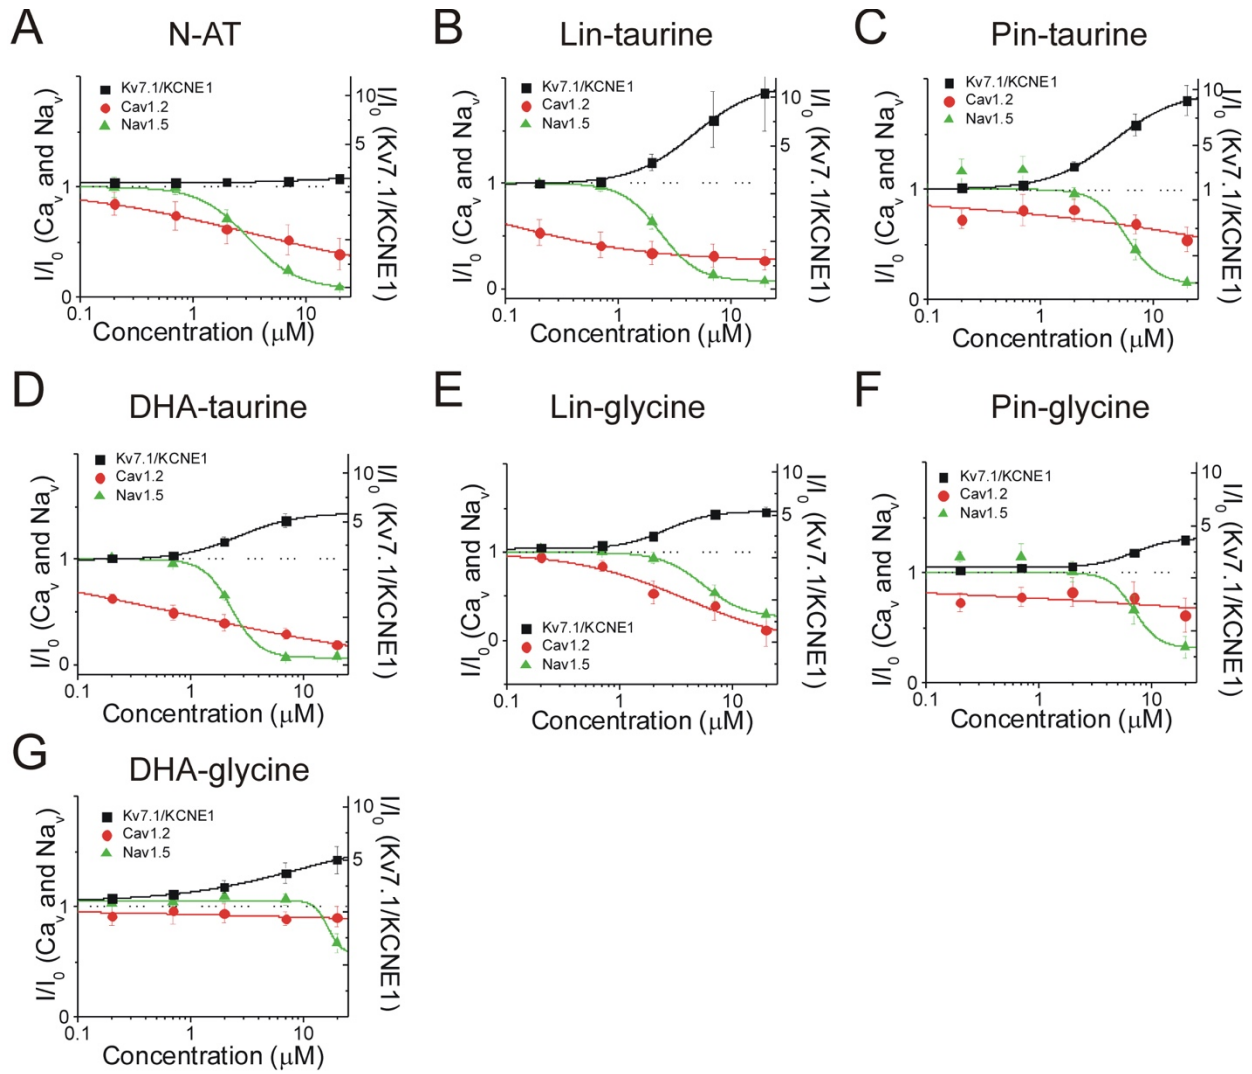 A
N-AT
Kv7.1/KCNE1
Cav1.2
Nav1.5
I/I0 (Cav and Nav)
1
0
10
5
I/I0 (Kv7.1/KCNE1)
0.1
1
10
Concentration (μM)
B
Lin-taurine
Kv7.1/KCNE1
Cav1.2
Nav1.5
I/I0 (Cav and Nav)
1
0
10
5
I/I0 (Kv7.1/KCNE1)
0.1
1
10
Concentration (μM)
C
Pin-taurine
Kv7.1/KCNE1
Cav1.2
Nav1.5
I/I0 (Cav and Nav)
1
0
10
5
1
I/I0 (Kv7.1/KCNE1)
0.1
1
10
Concentration (μM)
D
DHA-taurine
Kv7.1/KCNE1
Cav1.2
Nav1.5
I/I0 (Cav and Nav)
1
0
10
5
I/I0 (Kv7.1/KCNE1)
0.1
1
10
Concentration (μM)
E
Lin-glycine
Kv7.1/KCNE1
Cav1.2
Nav1.5
I/I0 (Cav and Nav)
1
0
10
5
I/I0 (Kv7.1/KCNE1)
0.1
1
10
Concentration (μM)
F
Pin-glycine
Kv7.1/KCNE1
Cav1.2
Nav1.5
I/I0 (Cav and Nav)
1
0
10
5
I/I0 (Kv7.1/KCNE1)
0.1
1
10
Concentration (μM)
G
DHA-glycine
Kv7.1/KCNE1
Cav1.2
Nav1.5
I/I0 (Cav and Nav)
1
0
10
5
I/I0 (Kv7.1/KCNE1)
0.1
1
10
Concentration (μM)